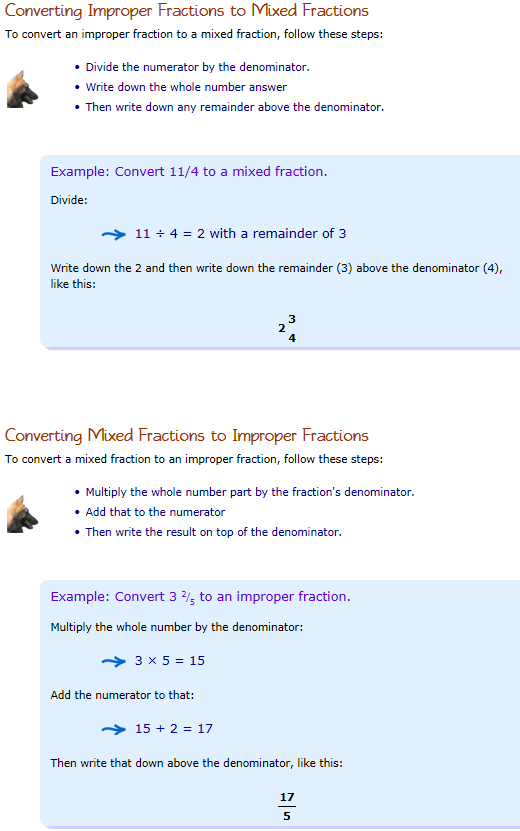 Converting Improper Fractions to Mixed Fractions
To convert an improper fraction to a mixed fraction, follow these steps:
• Divide the numerator by the denominator.
• Write down the whole number answer
• Then write down any remainder above the denominator.
Example: Convert 11/4 to a mixed fraction.
Divide:
11 ÷ 4 = 2 with a remainder of 3
Write down the 2 and then write down the remainder (3) above the denominator (4),
like this:
2 3/4
Converting Mixed Fractions to Improper Fractions
To convert a mixed fraction to an improper fraction, follow these steps:
• Multiply the whole number part by the fraction's denominator.
• Add that to the numerator
• Then write the result on top of the denominator.
Example: Convert 3 2/5 to an improper fraction.
Multiply the whole number by the denominator:
3 × 5 = 15
Add the numerator to that:
15 + 2 = 17
Then write that down above the denominator, like this:
17
5